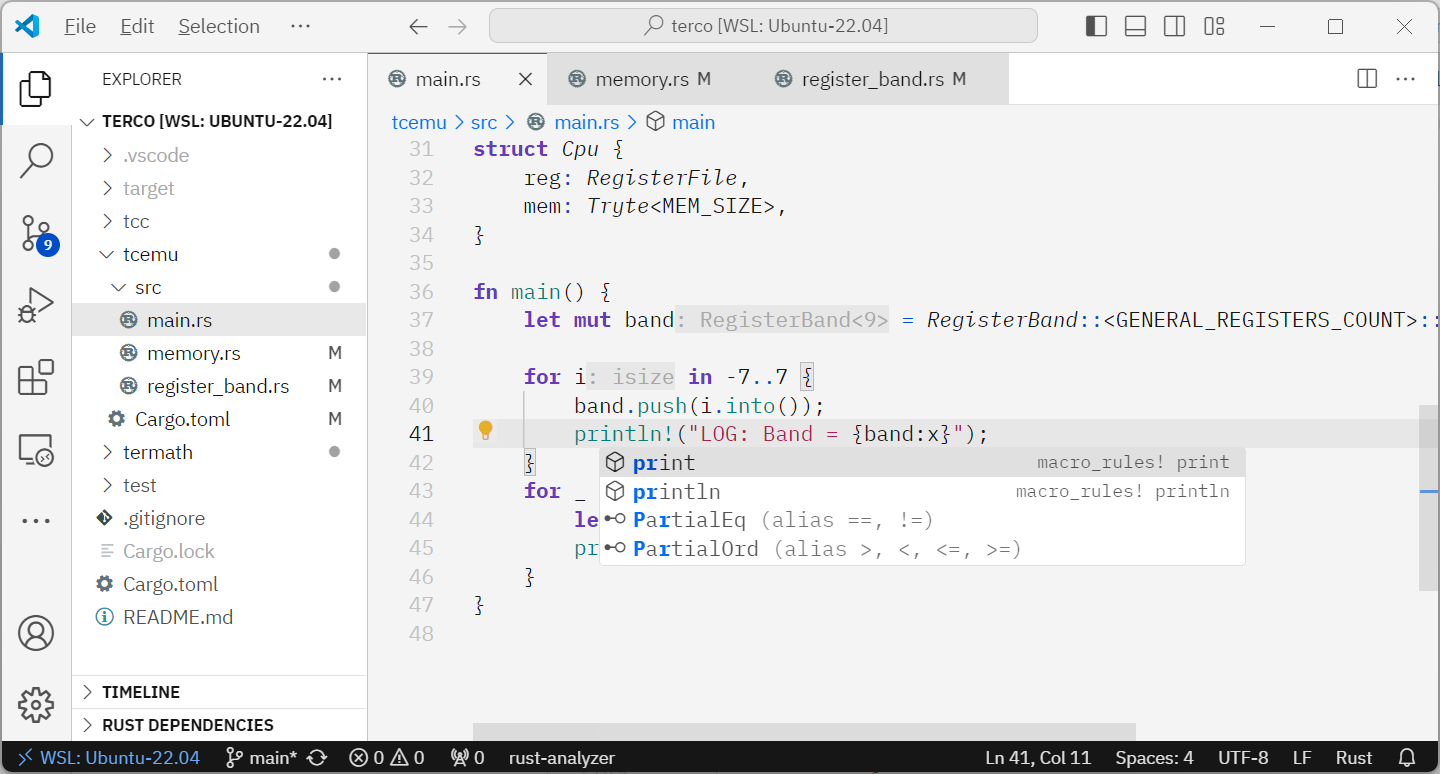 File Edit Selection ··· terco [WSL: Ubuntu-22.04]
EXPLORER ···
TERCO [WSL: UBUNTU-22.04]
.vscode
target
tcc
tcemu
src
main.rs
memory.rs M
register_band.rs M
Cargo.toml M
termath
test
.gitignore
Cargo.lock
Cargo.toml
README.md
TIMELINE
RUST DEPENDENCIES
9
main.rs memory.rs M register_band.rs M
tcemu > src > main.rs > main
31 struct Cpu {
32 reg: RegisterFile,
33 mem: Tryte<MEM_SIZE>,
34 }
35
36 fn main() {
37 let mut band: RegisterBand<9> = RegisterBand::<GENERAL_REGISTERS_COUNT>::
38
39 for i: isize in -7..7 {
40 band.push(i.into());
41 println!("LOG: Band = {band:x}");
42 }
43 for _
44 le
45 pr
46 }
47 }
48
print macro_rules! print
println macro_rules! println
PartialEq (alias ==, !=)
PartialOrd (alias >, <, <=, >=)
WSL: Ubuntu-22.04 main* 0 0 0 rust-analyzer Ln 41, Col 11 Spaces: 4 UTF-8 LF Rust